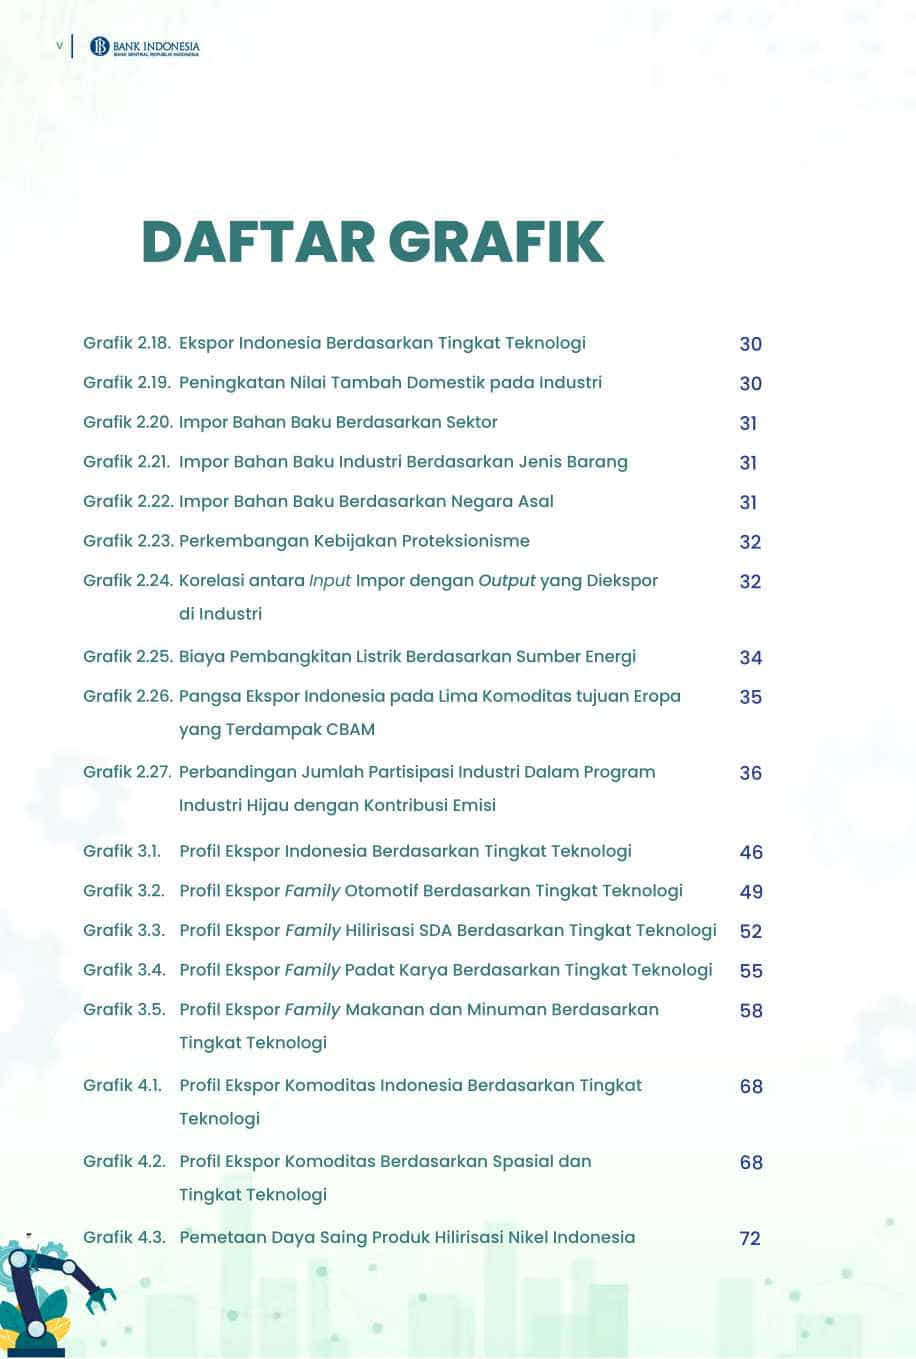 v
BANK INDONESIA
BANK SENTRAL REPUBLIK INDONESIA
DAFTAR GRAFIK
Grafik 2.18. Ekspor Indonesia Berdasarkan Tingkat Teknologi 30
Grafik 2.19. Peningkatan Nilai Tambah Domestik pada Industri 30
Grafik 2.20. Impor Bahan Baku Berdasarkan Sektor 31
Grafik 2.21. Impor Bahan Baku Industri Berdasarkan Jenis Barang 31
Grafik 2.22. Impor Bahan Baku Berdasarkan Negara Asal 31
Grafik 2.23. Perkembangan Kebijakan Proteksionisme 32
Grafik 2.24. Korelasi antara Input Impor dengan Output yang Diekspor 32
di Industri
Grafik 2.25. Biaya Pembangkitan Listrik Berdasarkan Sumber Energi 34
Grafik 2.26. Pangsa Ekspor Indonesia pada Lima Komoditas tujuan Eropa 35
yang Terdampak CBAM
Grafik 2.27. Perbandingan Jumlah Partisipasi Industri Dalam Program 36
Industri Hijau dengan Kontribusi Emisi
Grafik 3.1. Profil Ekspor Indonesia Berdasarkan Tingkat Teknologi 46
Grafik 3.2. Profil Ekspor Family Otomotif Berdasarkan Tingkat Teknologi 49
Grafik 3.3. Profil Ekspor Family Hilirisasi SDA Berdasarkan Tingkat Teknologi 52
Grafik 3.4. Profil Ekspor Family Padat Karya Berdasarkan Tingkat Teknologi 55
Grafik 3.5. Profil Ekspor Family Makanan dan Minuman Berdasarkan 58
Tingkat Teknologi
Grafik 4.1. Profil Ekspor Komoditas Indonesia Berdasarkan Tingkat 68
Teknologi
Grafik 4.2. Profil Ekspor Komoditas Berdasarkan Spasial dan 68
Tingkat Teknologi
Grafik 4.3. Pemetaan Daya Saing Produk Hilirisasi Nikel Indonesia 72